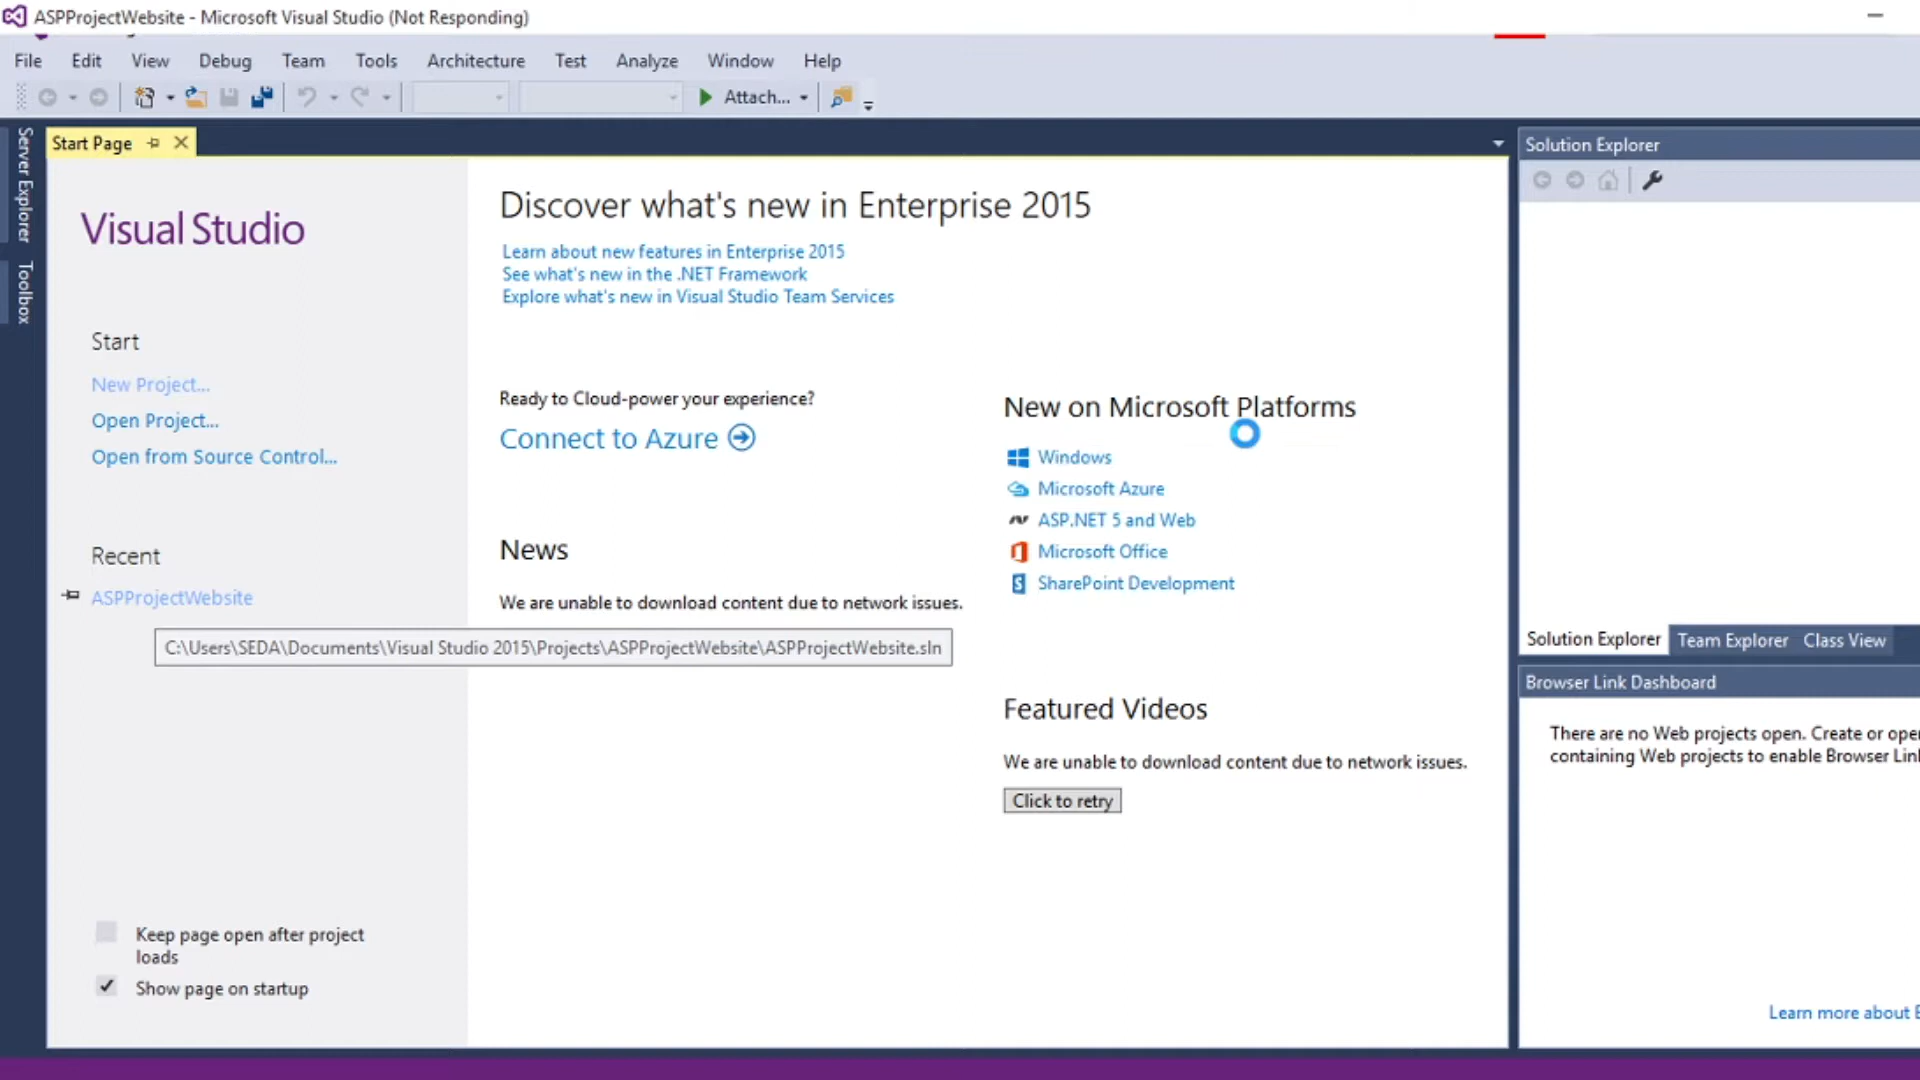 ASPProjectWebsite - Microsoft Visual Studio (Not Responding)
File Edit View Debug Team Tools Architecture Test Analyze Window Help
Attach...
Server Explorer
Toolbox
Start Page
Visual Studio
Start
New Project...
Open Project...
Open from Source Control...
Recent
ASPProjectWebsite
C:\Users\SEDA\Documents\Visual Studio 2015\Projects\ASPProjectWebsite\ASPProjectWebsite.sln
Keep page open after project
loads
Show page on startup
Discover what's new in Enterprise 2015
Learn about new features in Enterprise 2015
See what's new in the .NET Framework
Explore what's new in Visual Studio Team Services
Ready to Cloud-power your experience?
Connect to Azure
News
We are unable to download content due to network issues.
New on Microsoft Platforms
Windows
Microsoft Azure
ASP.NET 5 and Web
Microsoft Office
SharePoint Development
Featured Videos
We are unable to download content due to network issues.
Click to retry
Solution Explorer
Solution Explorer Team Explorer Class View
Browser Link Dashboard
There are no Web projects open. Create or ope
containing Web projects to enable Browser Lin
Learn more about